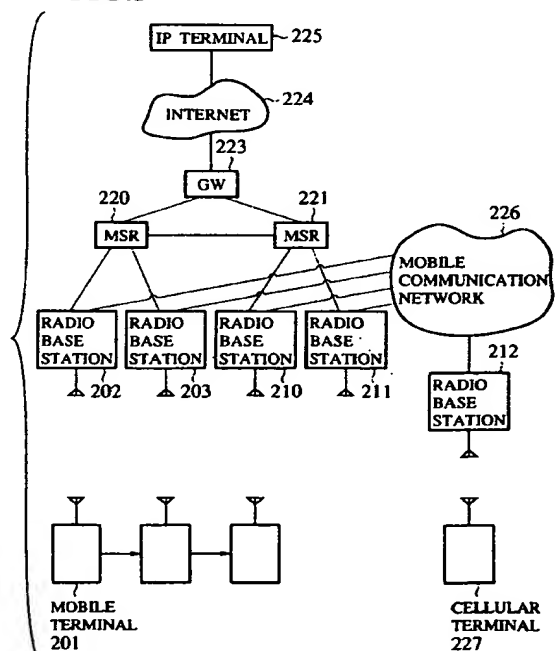 IP TERMINAL
225
INTERNET
224
223
GW
220
MSR
221
MSR
226
MOBILE
COMMUNICATION
NETWORK
RADIO
BASE
STATION
202
RADIO
BASE
STATION
203
RADIO
BASE
STATION
210
RADIO
BASE
STATION
211
212
RADIO
BASE
STATION
MOBILE
TERMINAL
201
CELLULAR
TERMINAL
227